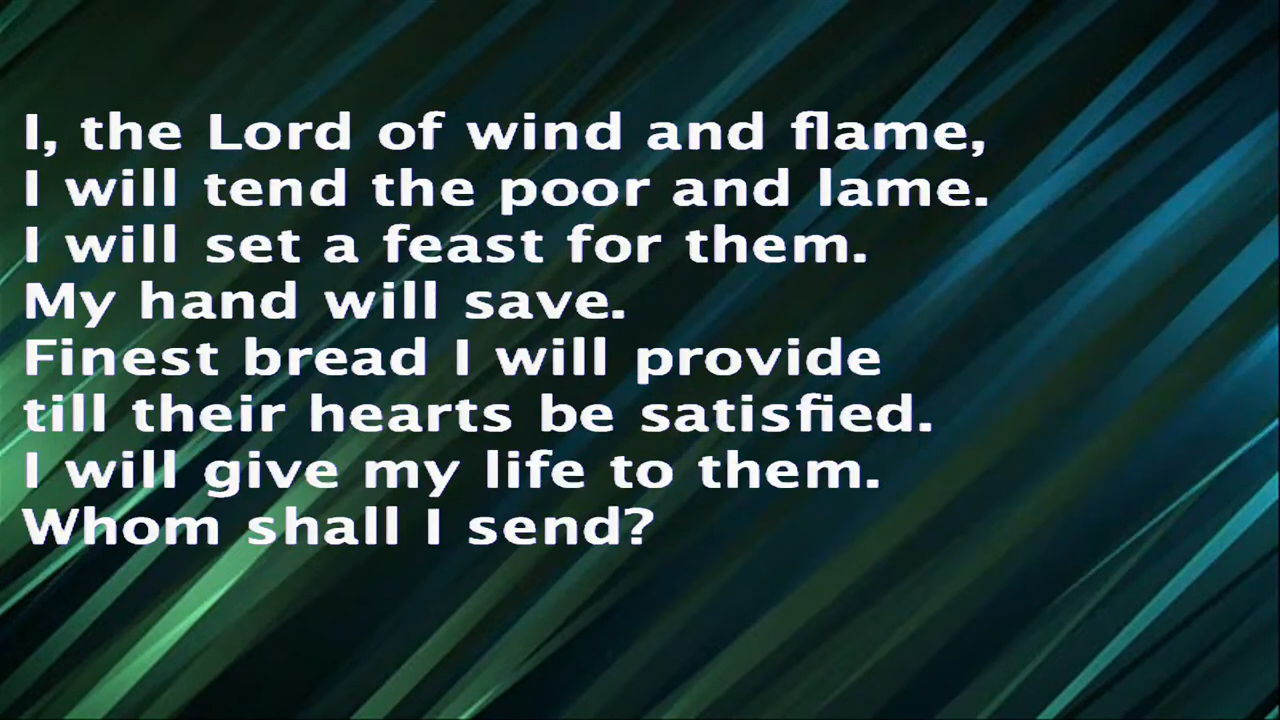 I, the Lord of wind and flame,
I will tend the poor and lame.
I will set a feast for them.
My hand will save.
Finest bread I will provide
till their hearts be satisfied.
I will give my life to them.
Whom shall I send?